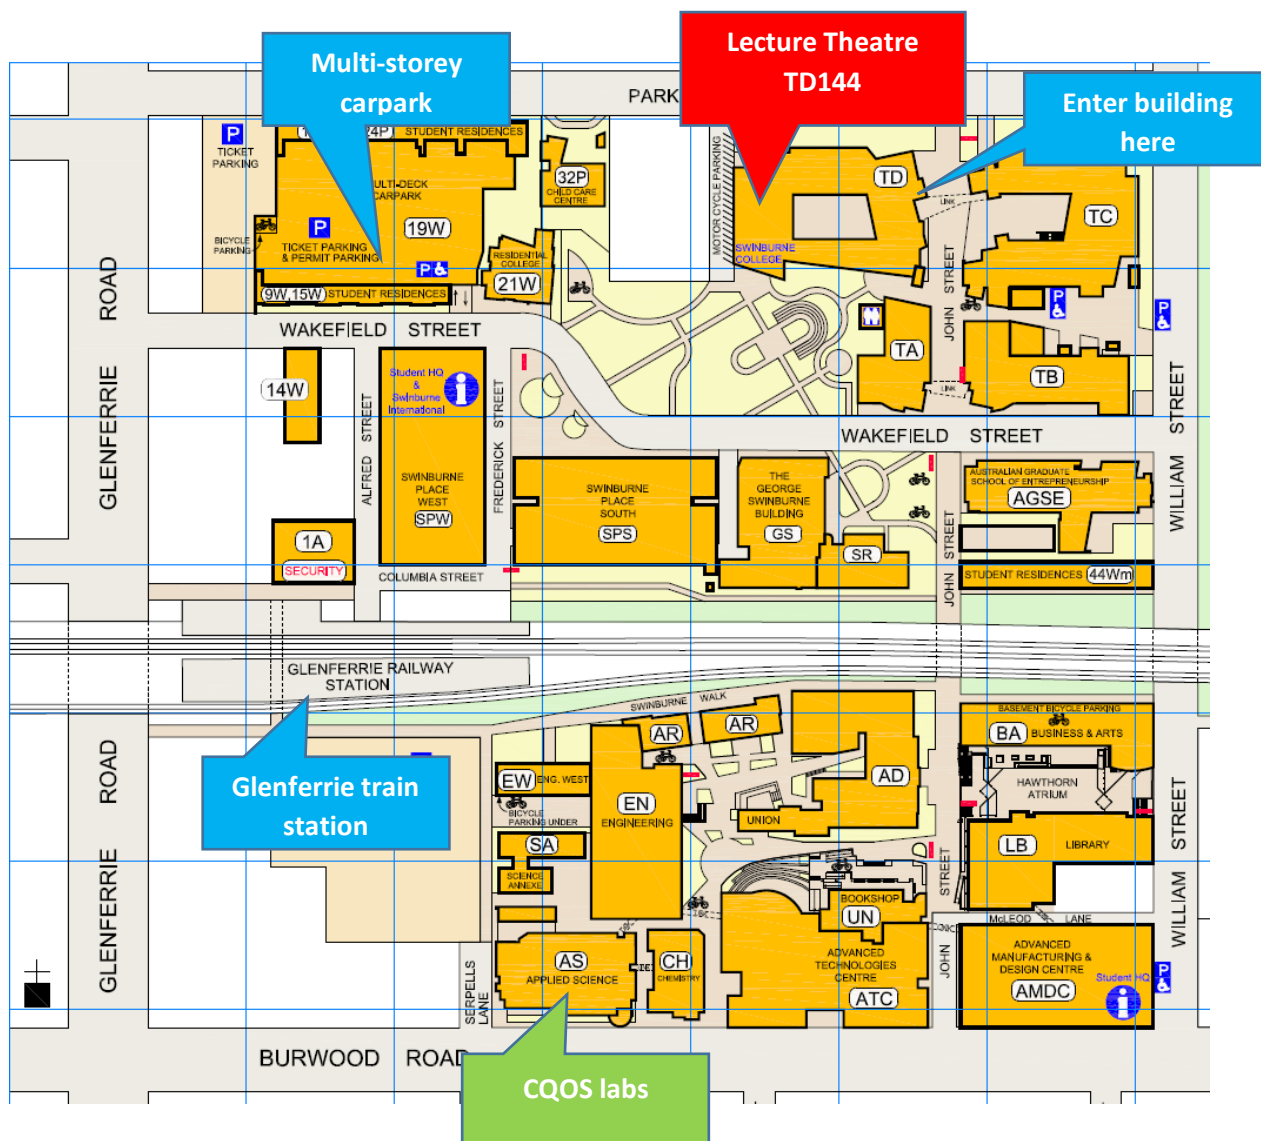 Lecture Theatre
TD144
Multi-storey
carpark
Enter building
here
PARK
P
TICKET
PARKING
24P
STUDENT RESIDENCES
32P
CHILD CARE
CENTRE
MOTOR CYCLE PARKING
TD
LINK
TC
CARPARK
P
19W
BICYCLE
PARKING
TICKET PARKING
& PERMIT PARKING
P
RESIDENTIAL
COLLEGE
21W
SWINBURNE
COLLEGE
9W,15W
STUDENT RESIDENCES
JOHN STREET
P
P
WAKEFIELD STREET
GLENFERRIE ROAD
TA
TB
LINK
14W
Student HQ
&
Swinburne
International
i
ALFRED STREET
FREDERICK STREET
WILLIAM STREET
WAKEFIELD STREET
SWINBURNE
PLACE
WEST
SPW
SWINBURNE
PLACE
SOUTH
SPS
THE
GEORGE
SWINBURNE
BUILDING
GS
AUSTRALIAN GRADUATE
SCHOOL OF ENTREPRENEURSHIP
AGSE
1A
SECURITY
SR
JOHN STREET
COLUMBIA STREET
STUDENT RESIDENCES 44Wm
GLENFERRIE RAILWAY
STATION
SWINBURNE WALK
AR
AR
BASEMENT BICYCLE PARKING
BA
BUSINESS & ARTS
GLENFERRIE ROAD
Glenferrie train
station
EW
ENG. WEST
BICYCLE
PARKING UNDER
EN
ENGINEERING
AD
UNION
HAWTHORN
ATRIUM
SA
SCIENCE
ANNEXE
LB
LIBRARY
WILLIAM STREET
JOHN STREET
BOOKSHOP
UN
McLEOD LANE
AS
APPLIED SCIENCE
CH
CHEMISTRY
ADVANCED
TECHNOLOGIES
CENTRE
ATC
ADVANCED
MANUFACTURING &
DESIGN CENTRE
AMDC
Student HQ
i
P
SERPELLS
LANE
BURWOOD ROAD
CQOS labs